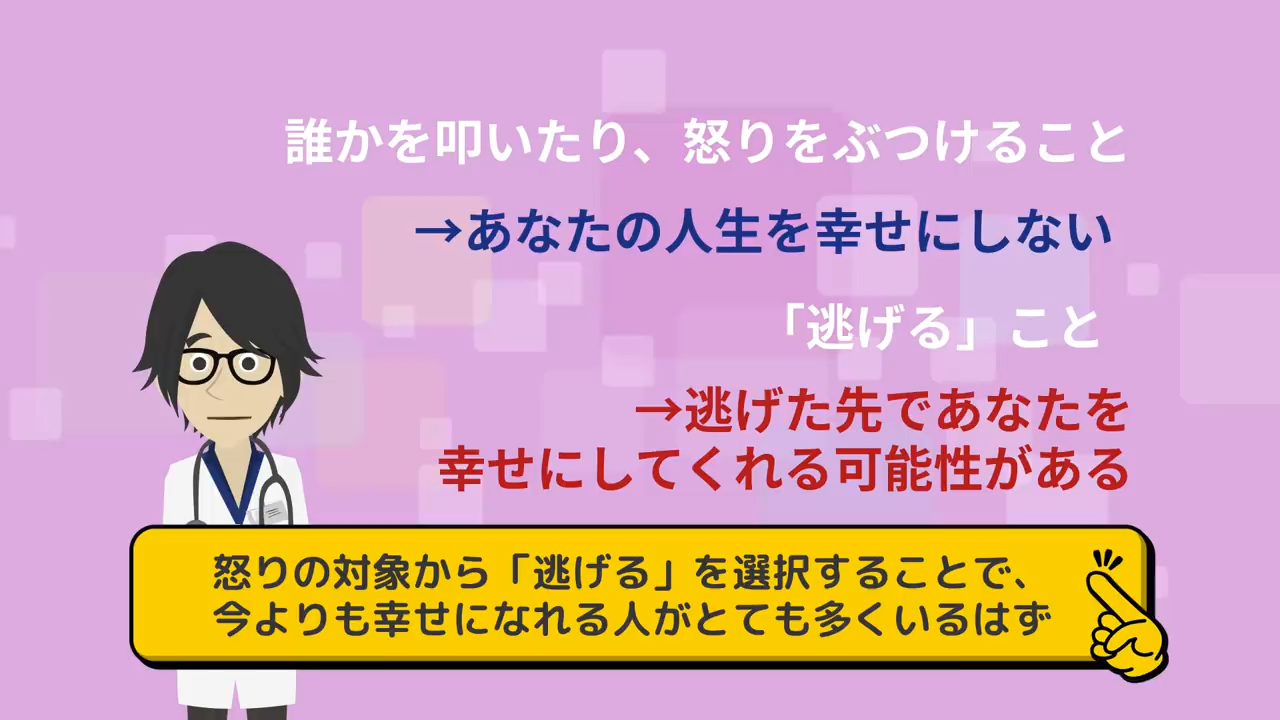 誰かを叩いたり、怒りをぶつけること
→あなたの人生を幸せにしない
「逃げる」こと
→逃げた先であなたを
幸せにしてくれる可能性がある
怒りの対象から「逃げる」を選択することで、
今よりも幸せになれる人がとても多くいるはず